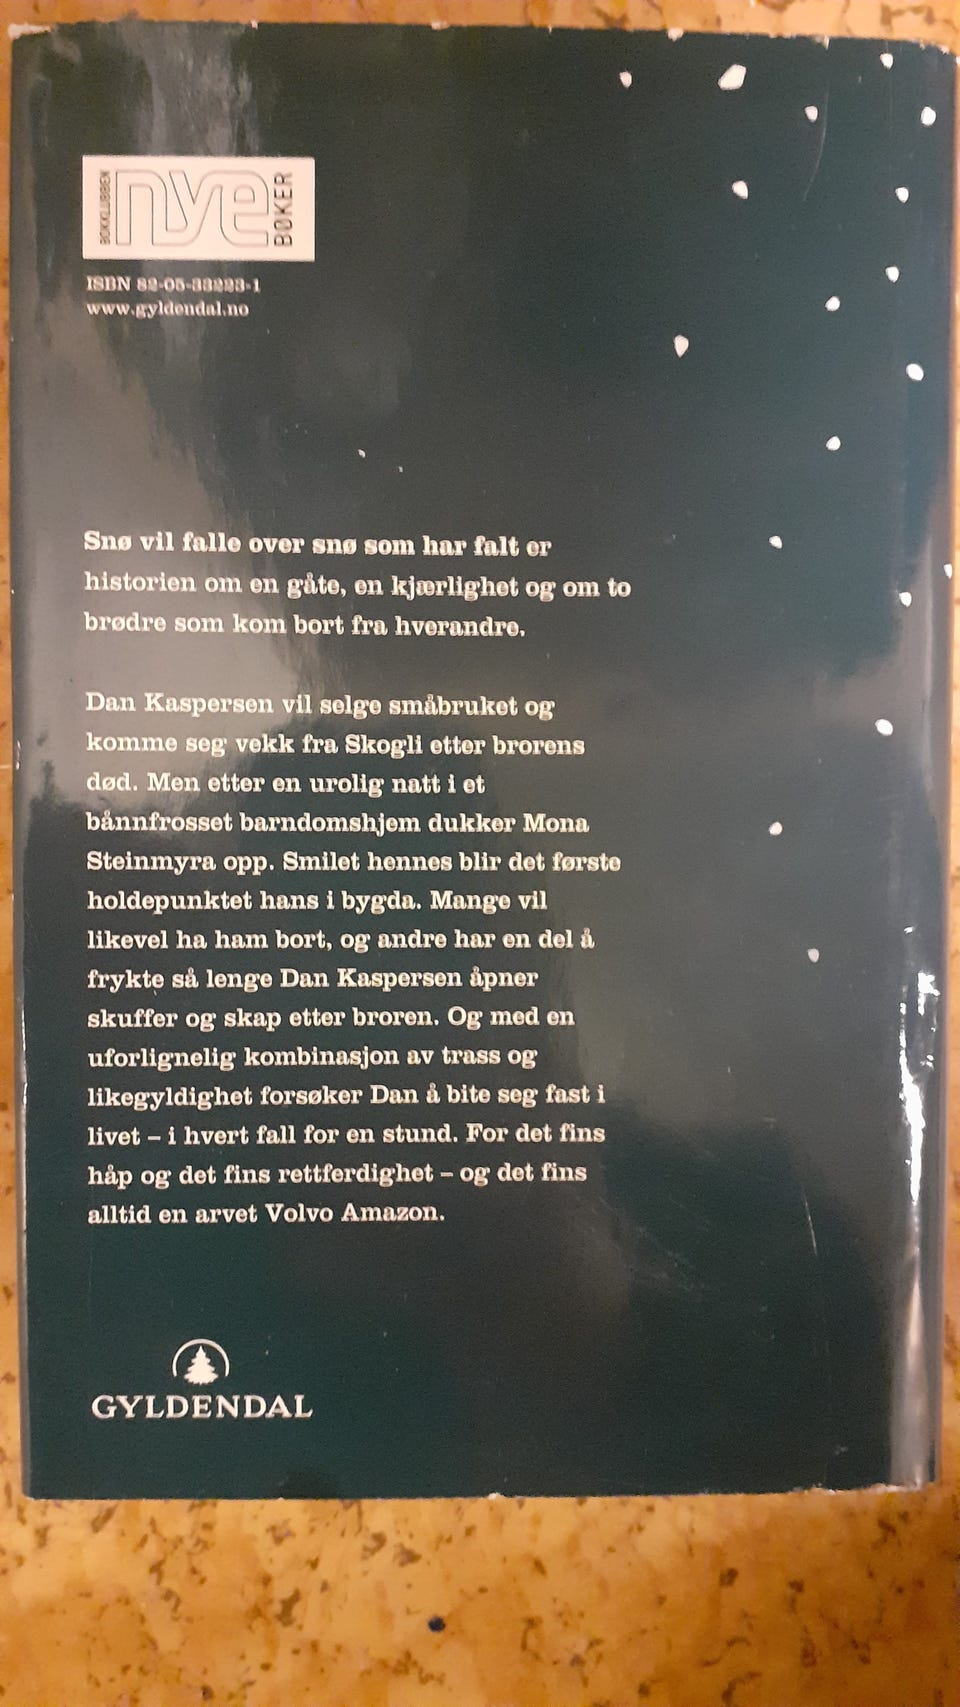 BOKKLUBBEN
nye
BØKER
ISBN 82-05-33223-1
www.gyldendal.no
Snø vil falle over snø som har falt er
historien om en gåte, en kjærlighet og om to
brødre som kom bort fra hverandre.
Dan Kaspersen vil selge småbruket og
komme seg vekk fra Skogli etter brorens
død. Men etter en urolig natt i et
bånnfrosset barndomshjem dukker Mona
Steinmyra opp. Smilet hennes blir det første
holdepunktet hans i bygda. Mange vil
likevel ha ham bort, og andre har en del å
frykte så lenge Dan Kaspersen åpner
skuffer og skap etter broren. Og med en
uforlignelig kombinasjon av trass og
likegyldighet forsøker Dan å bite seg fast i
livet – i hvert fall for en stund. For det fins
håp og det fins rettferdighet – og det fins
alltid en arvet Volvo Amazon.
GYLDENDAL